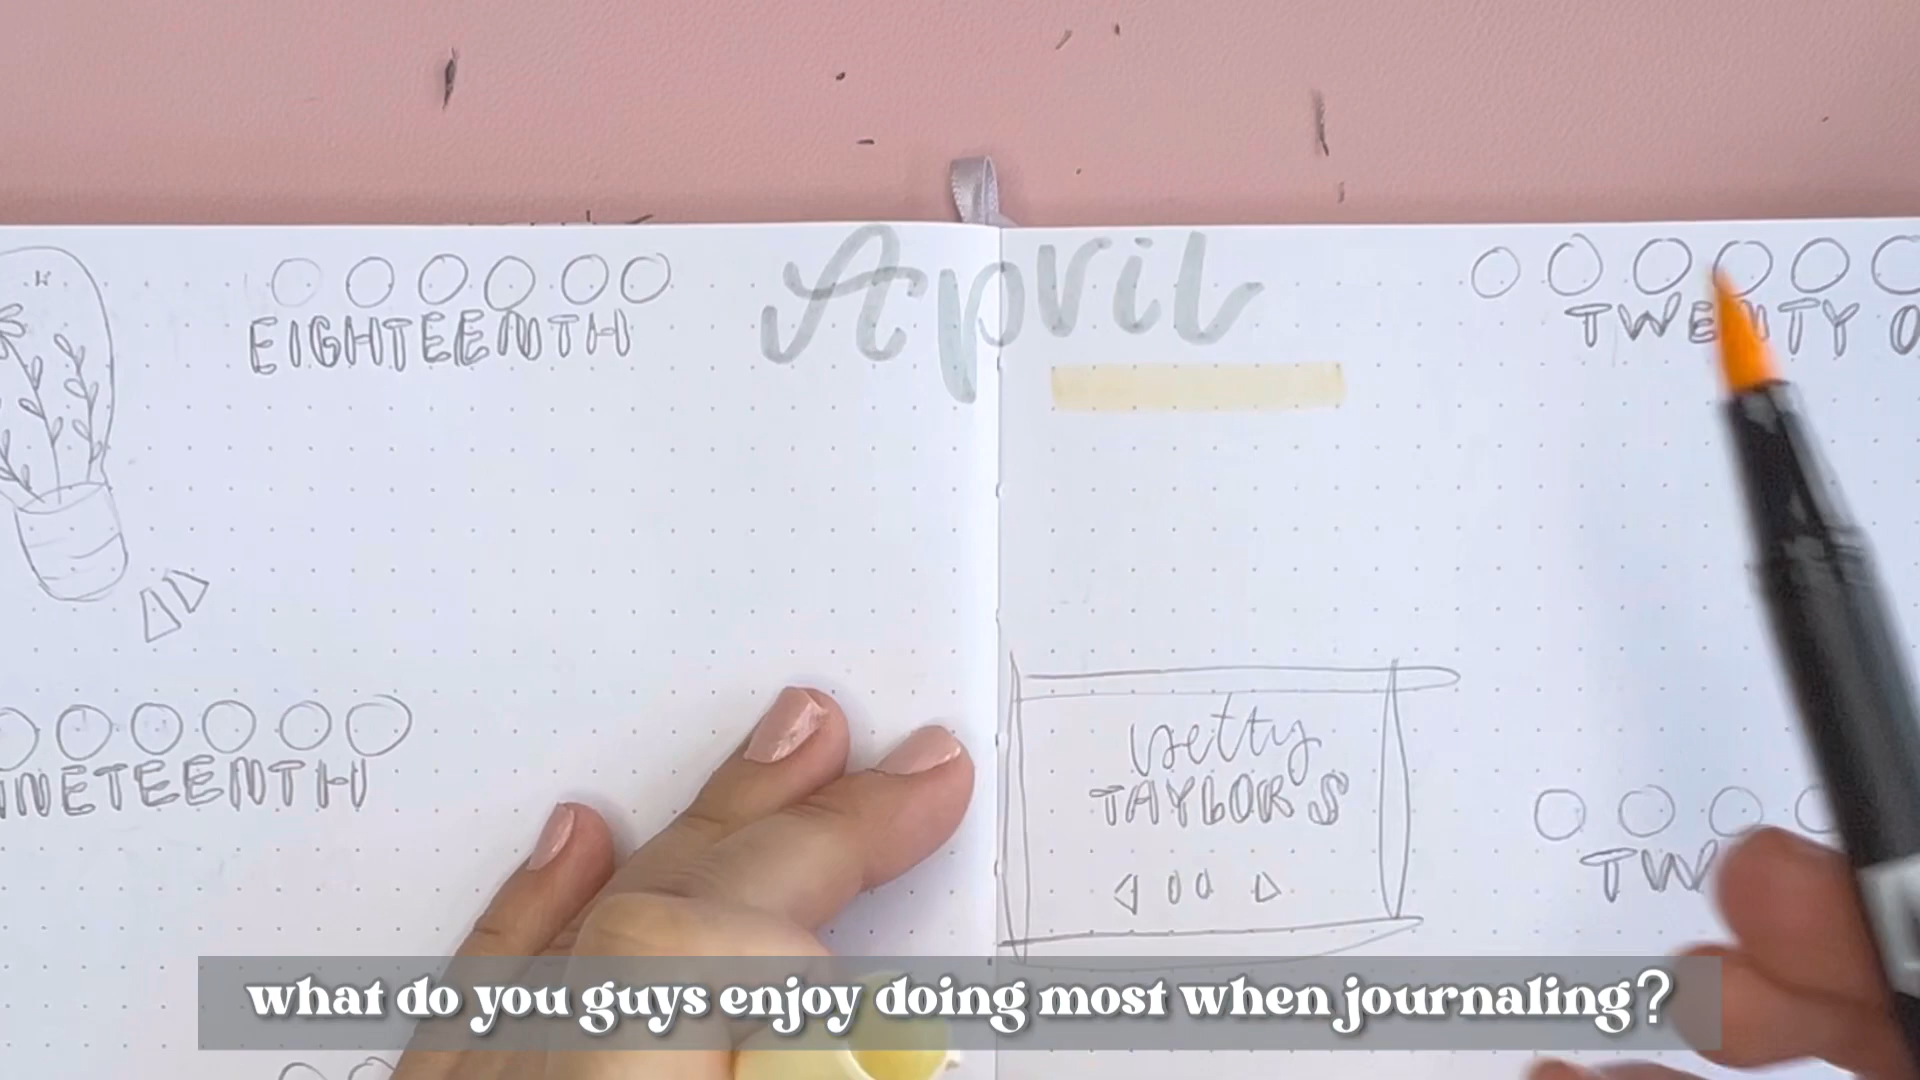 April
EIGHTEENTH
TWENTY O
NINETEENTH
betty
TAYLOR'S
TW
what do you guys enjoy doing most when journaling?